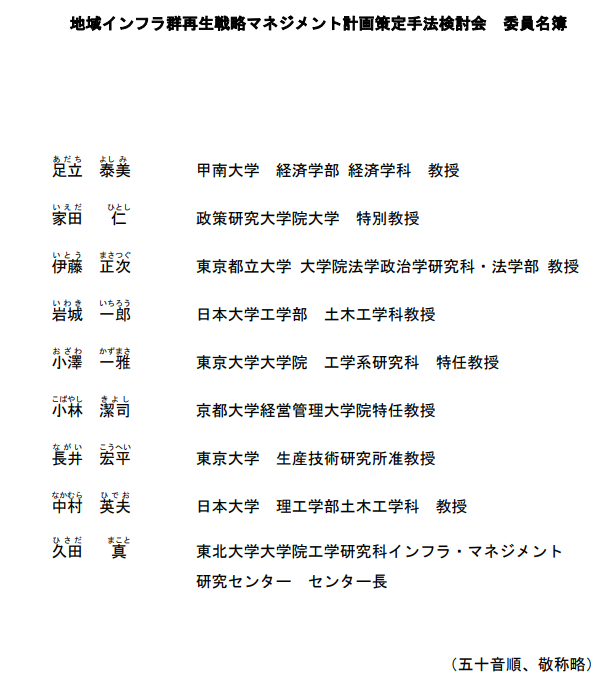 地域インフラ群再生戦略マネジメント計画策定手法検討会　委員名簿
あだち　よしみ
足立　泰美　甲南大学　経済学部 経済学科　教授
いえだ　ひとし
家田　仁　政策研究大学院大学　特別教授
いとう　まさつぐ
伊藤　正次　東京都立大学 大学院法学政治学研究科・法学部 教授
いわき　いちろう
岩城　一郎　日本大学工学部　土木工学科教授
おざわ　かずまさ
小澤　一雅　東京大学大学院　工学系研究科　特任教授
こばやし　きよし
小林　潔司　京都大学経営管理大学院特任教授
ながい　こうへい
長井　宏平　東京大学　生産技術研究所准教授
なかむら　ひでお
中村　英夫　日本大学　理工学部土木工学科　教授
ひさだ　まこと
久田　真　東北大学大学院工学研究科インフラ・マネジメント
研究センター　センター長
（五十音順、敬称略）